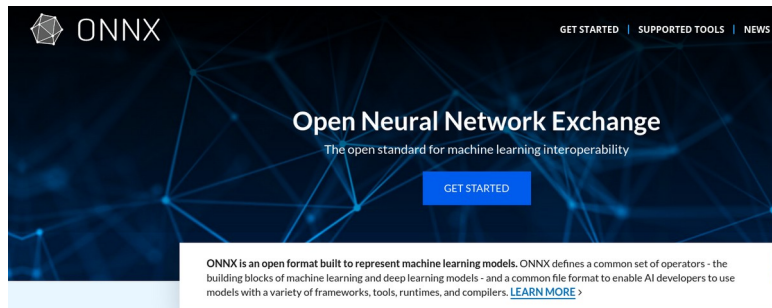 ONNX
GET STARTED | SUPPORTED TOOLS | NEWS
Open Neural Network Exchange
The open standard for machine learning interoperability
GET STARTED
ONNX is an open format built to represent machine learning models. ONNX defines a common set of operators - the
building blocks of machine learning and deep learning models - and a common file format to enable AI developers to use
models with a variety of frameworks, tools, runtimes, and compilers. LEARN MORE >